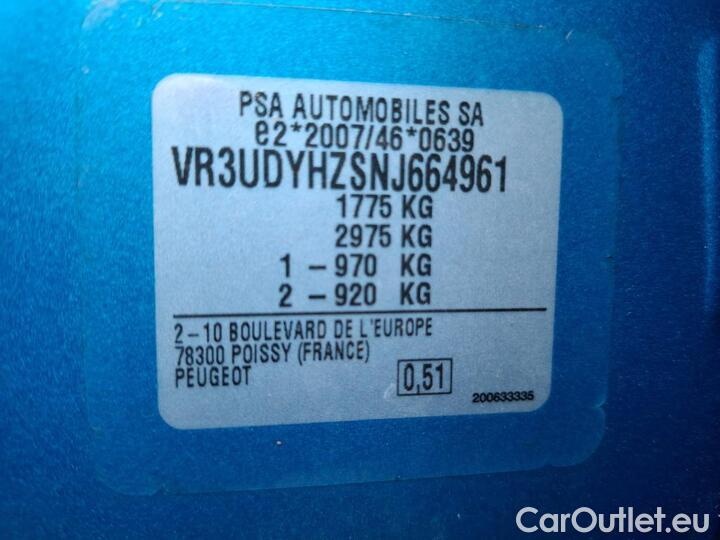 PSA AUTOMOBILES SA
e2*2007/46*0639
VR3UDYHZSNJ664961
1775 KG
2975 KG
1 - 970 KG
2 - 920 KG
2 - 10 BOULEVARD DE L'EUROPE
78300 POISSY (FRANCE)
PEUGEOT
0,51
200633335
CarOutlet.eu